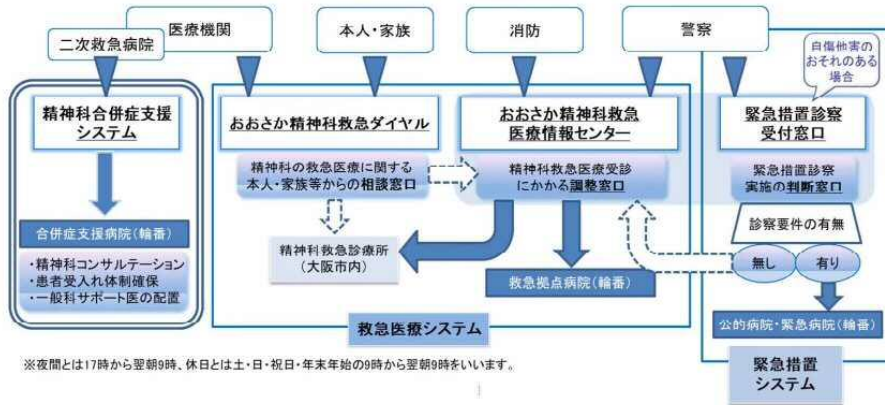 医療機関
二次救急病院
本人・家族
消防
警察
自傷他害の
おそれのある
場合
精神科合併症支援
システム
おおさか精神科救急ダイヤル
おおさか精神科救急
医療情報センター
緊急措置診察
受付窓口
精神科の救急医療に関する
本人・家族等からの相談窓口
精神科救急医療受診
にかかる調整窓口
緊急措置診察
実施の判断窓口
合併症支援病院(輪番)
・精神科コンサルテーション
・患者受入れ体制確保
・一般科サポート医の配置
精神科救急診療所
(大阪市内)
救急拠点病院(輪番)
診察要件の有無
無し
有り
公的病院・緊急病院(輪番)
救急医療システム
緊急措置
システム
※夜間とは17時から翌朝9時、休日とは土・日・祝日・年末年始の9時から翌朝9時をいいます。